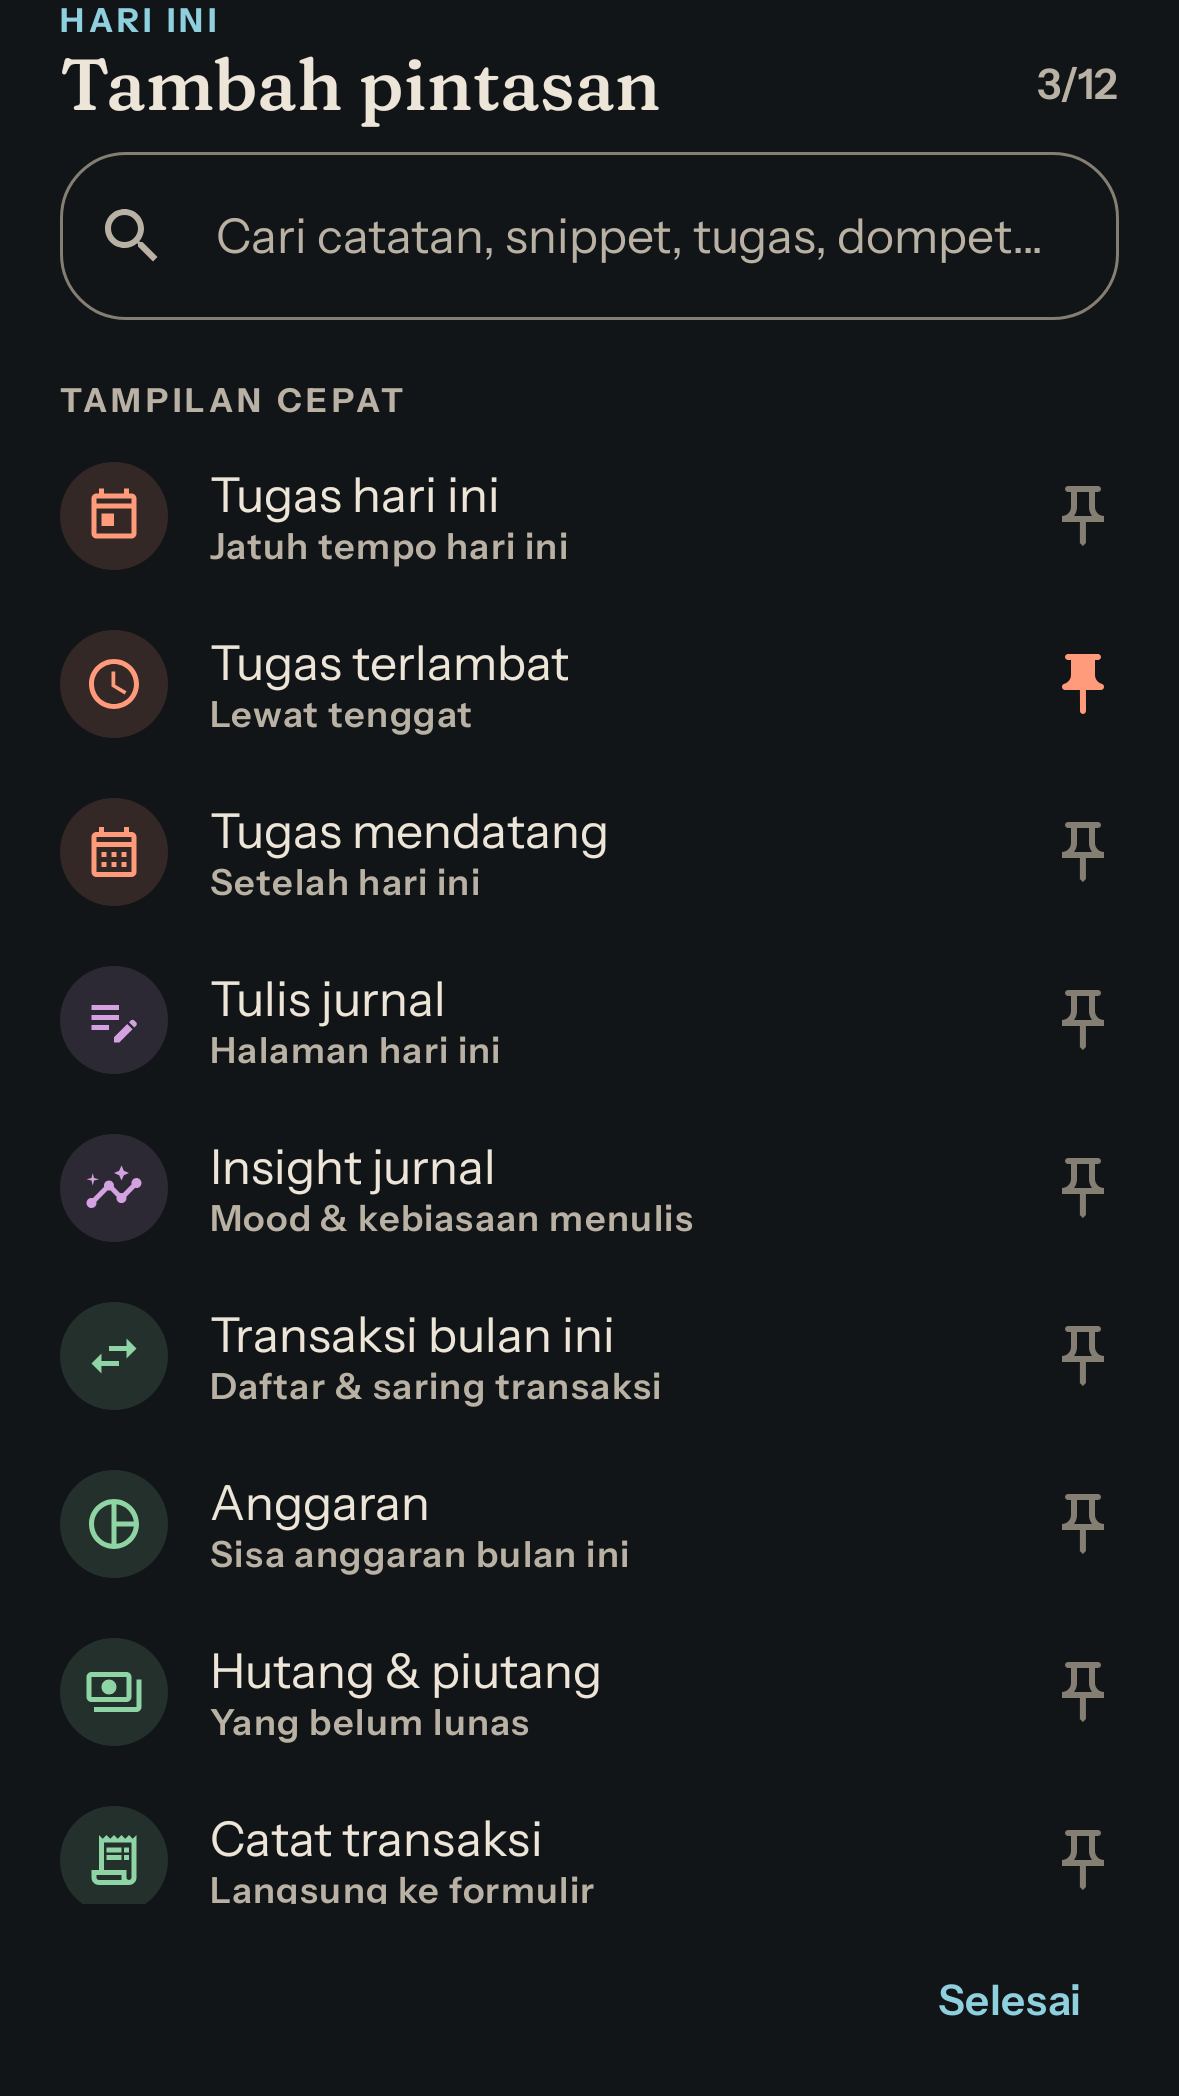 HARI INI
Tambah pintasan
3/12
Cari catatan, snippet, tugas, dompet...
TAMPILAN CEPAT
Tugas hari ini
Jatuh tempo hari ini
Tugas terlambat
Lewat tenggat
Tugas mendatang
Setelah hari ini
Tulis jurnal
Halaman hari ini
Insight jurnal
Mood & kebiasaan menulis
Transaksi bulan ini
Daftar & saring transaksi
Anggaran
Sisa anggaran bulan ini
Hutang & piutang
Yang belum lunas
Catat transaksi
Langsung ke formulir
Selesai